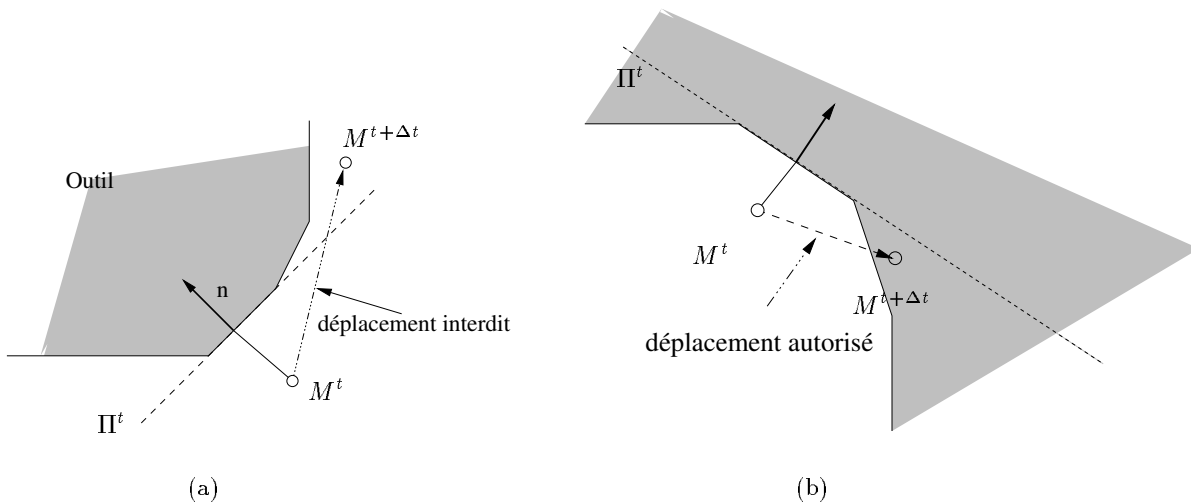 M^{t+Δt}
Outil
n
déplacement interdit
M^t
Π^t
(a)
Π^t
M^t
M^{t+Δt}
déplacement autorisé
(b)